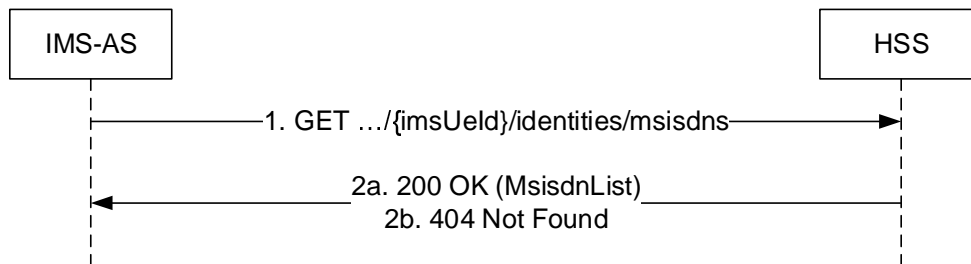 IMS-AS
HSS
1. GET …/{imsUeId}/identities/msisdns
2a. 200 OK (MsisdnList)
2b. 404 Not Found